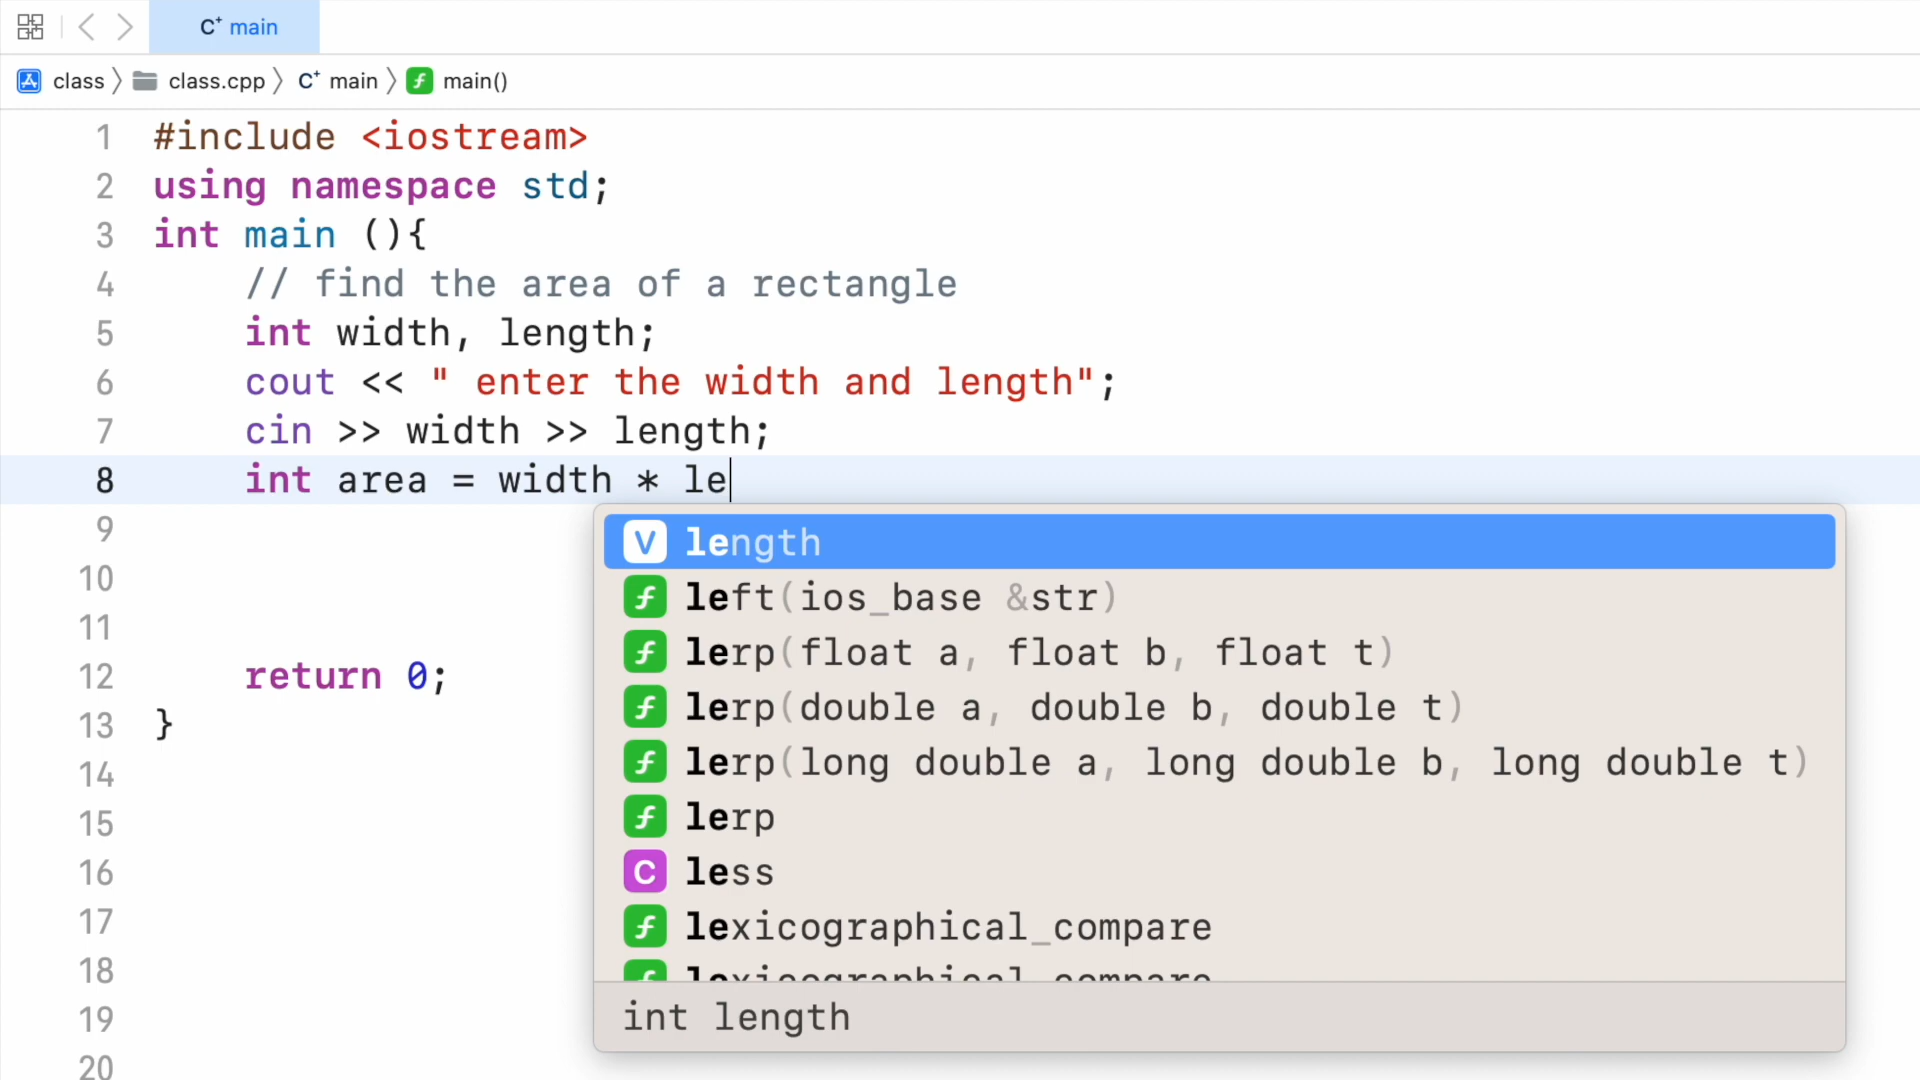 C+ main
class 〉 class.cpp 〉 C+ main 〉 f main()
1 #include <iostream>
2 using namespace std;
3 int main (){
4 // find the area of a rectangle
5 int width, length;
6 cout << " enter the width and length";
7 cin >> width >> length;
8 int area = width * le
9
V length
10
f left(ios_base &str)
11
f lerp(float a, float b, float t)
12 return 0;
f lerp(double a, double b, double t)
13 }
f lerp(long double a, long double b, long double t)
14
15
f lerp
16
C less
17
f lexicographical_compare
18
f lexicographical_compare
19
int length
20